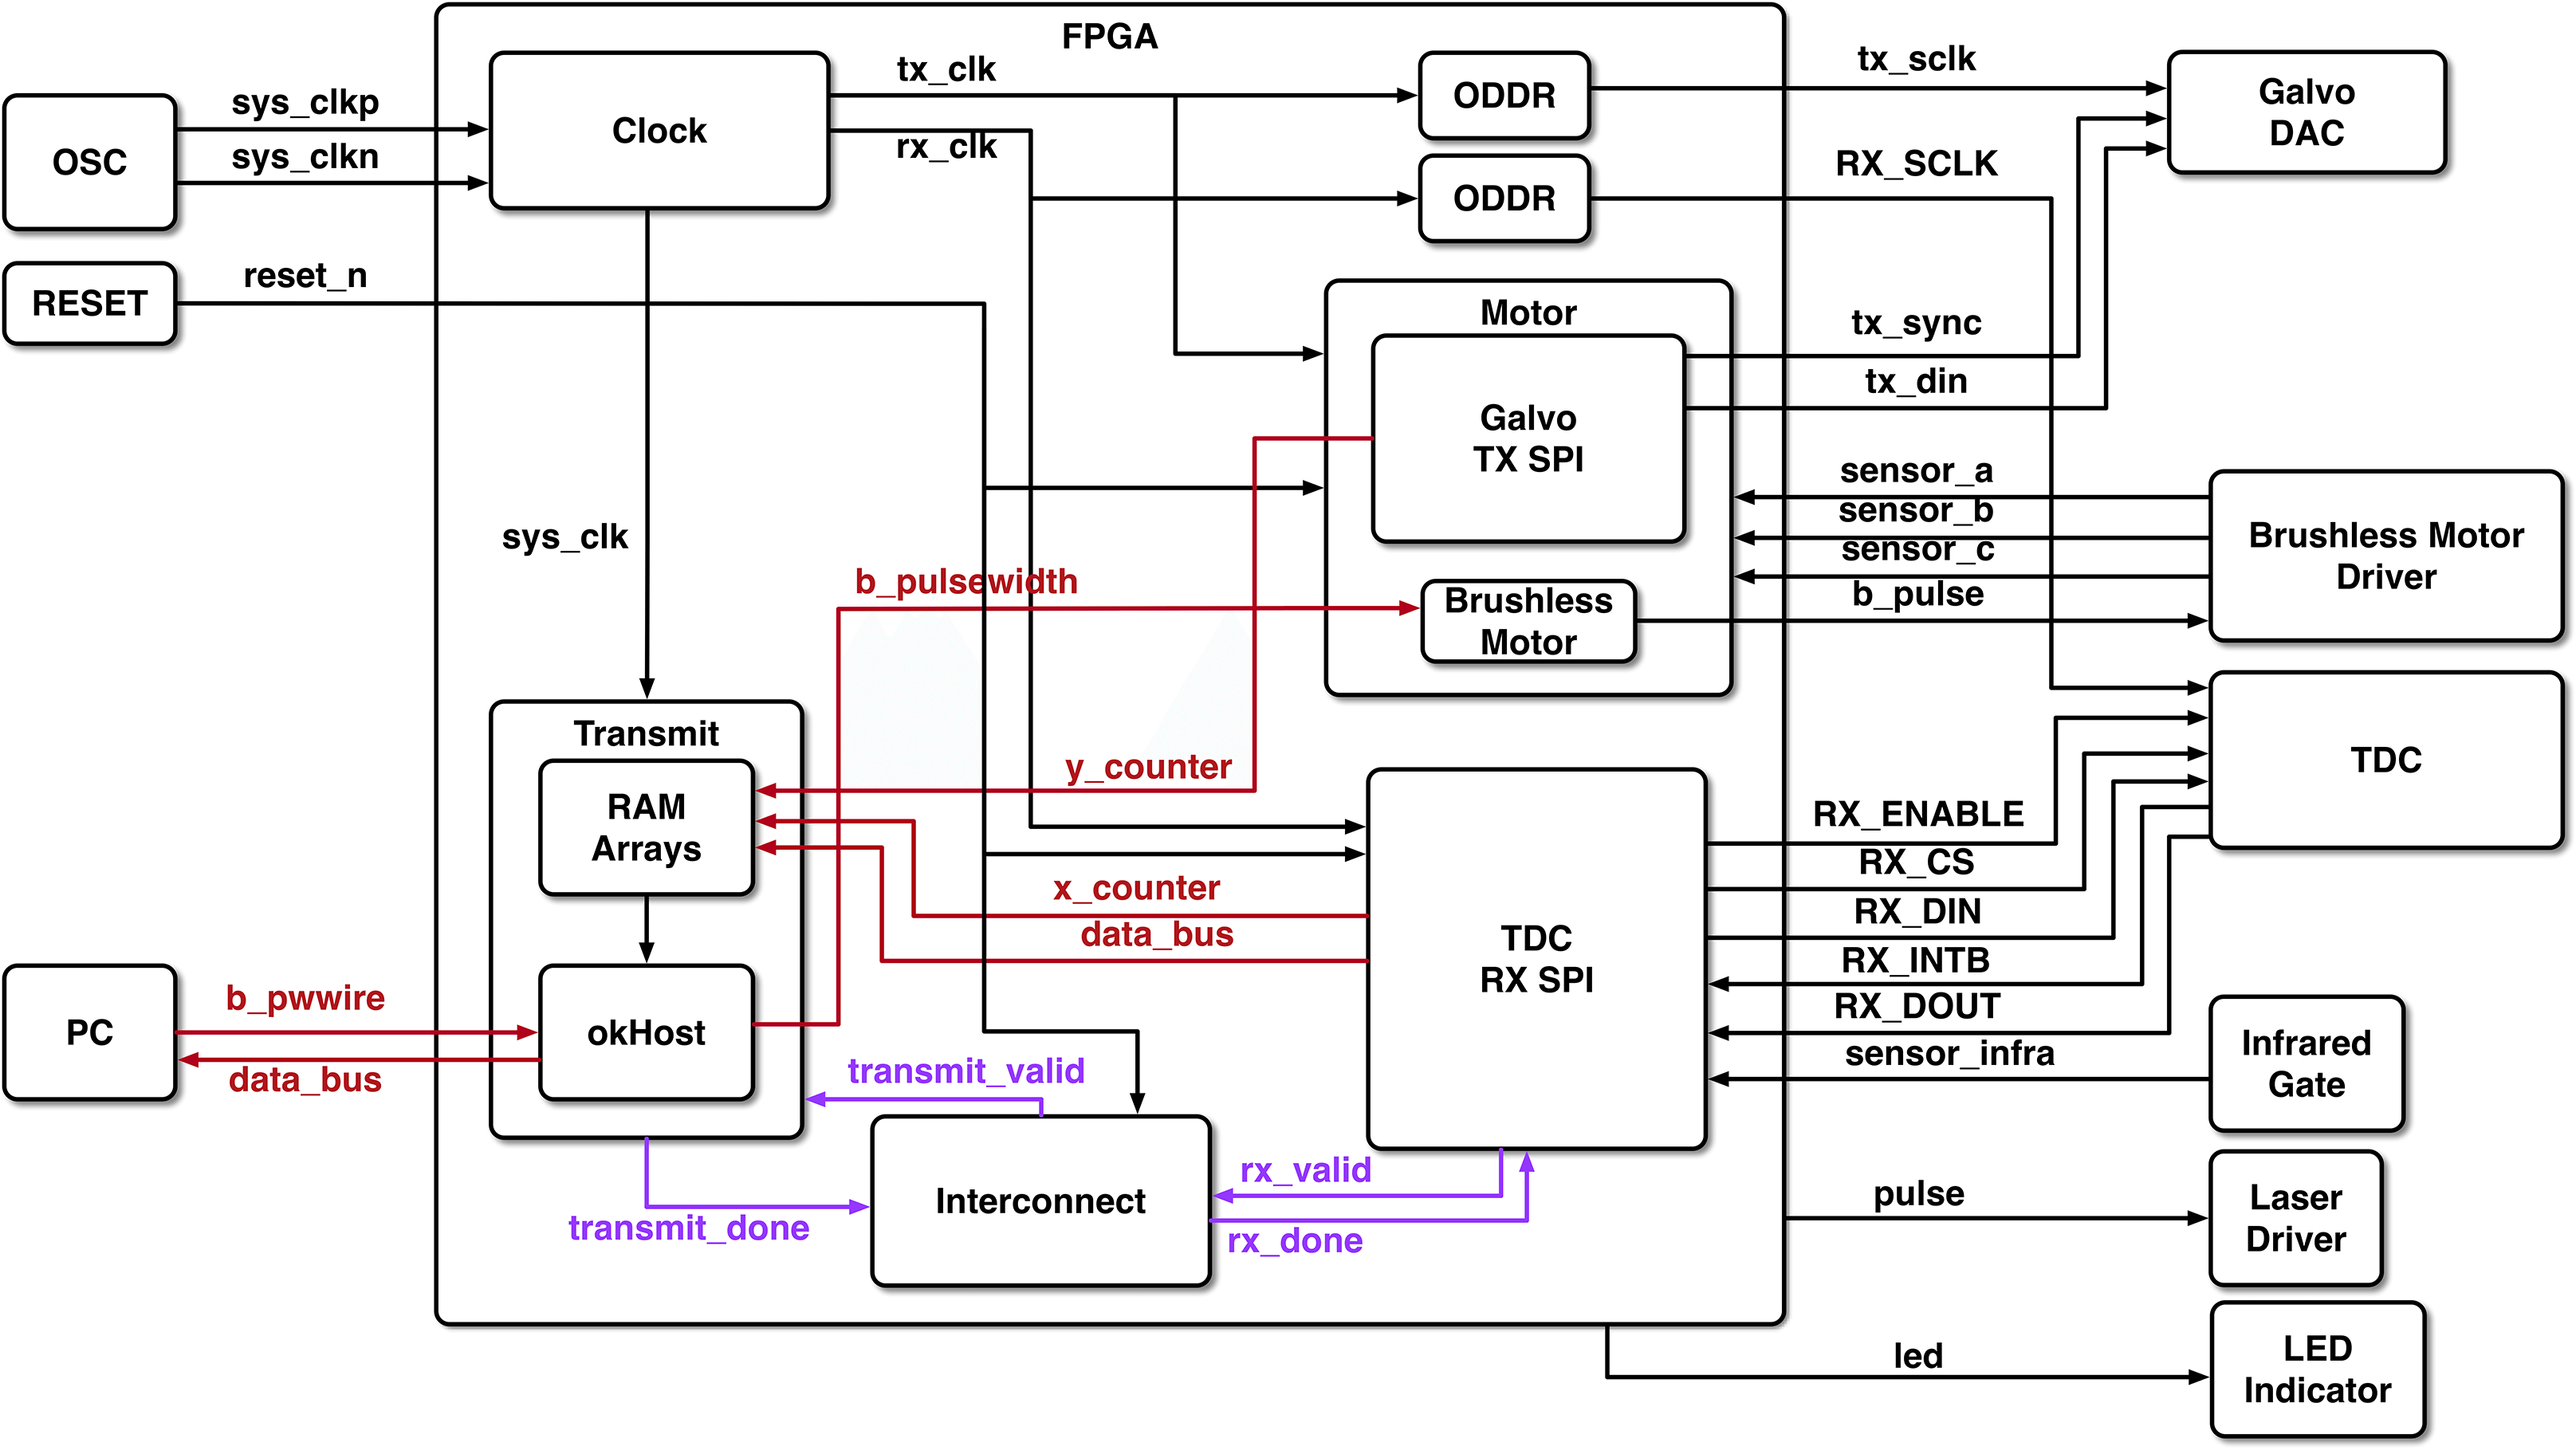 FPGA
OSC
sys_clkp
sys_clkn
Clock
tx_clk
rx_clk
ODDR
ODDR
tx_sclk
RX_SCLK
Galvo
DAC
RESET
reset_n
Motor
Galvo
TX SPI
tx_sync
tx_din
sys_clk
b_pulsewidth
Brushless
Motor
sensor_a
sensor_b
sensor_c
b_pulse
Brushless Motor
Driver
Transmit
RAM
Arrays
y_counter
x_counter
data_bus
TDC
RX SPI
RX_ENABLE
RX_CS
RX_DIN
RX_INTB
RX_DOUT
sensor_infra
TDC
PC
b_pwwire
data_bus
okHost
transmit_valid
transmit_done
Interconnect
rx_valid
rx_done
Infrared
Gate
pulse
Laser
Driver
led
LED
Indicator